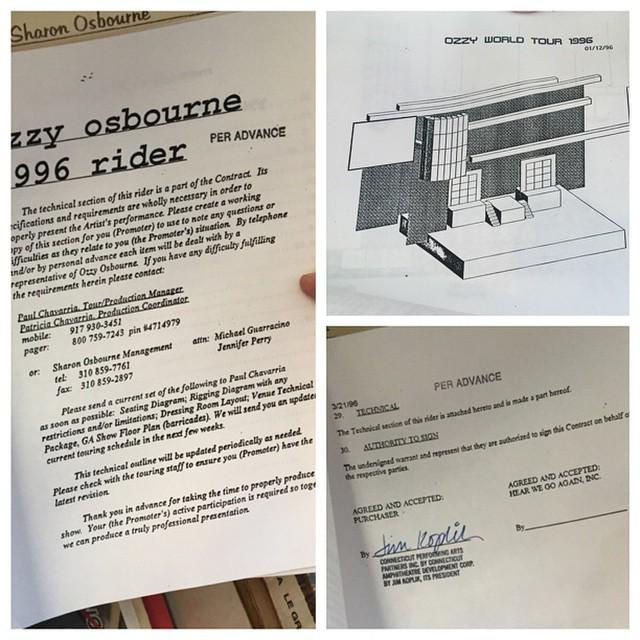 Sharon Osbourne
zzy osbourne
996 rider
PER ADVANCE
The technical section of this rider is a part of the Contract. Its
cifications and requirements are wholly necessary in order to
operly present the Artist's performance. Please create a working
py of this section for you (Promoter) to use to note any questions or
ifficulties as they relate to you (the Promoter's) situation. By telephone
and/or by personal advance each item will be dealt with by a
representative of Ozzy Osbourne. If you have any difficulty fulfilling
the requirements herein please contact:
Paul Chavarria, Tour/Production Manager
Patricia Chavarria, Production Coordinator
mobile: 917 930-3451
pager: 800 759-7243 pin #4714979
or: Sharon Osbourne Management attn: Michael Guarracino
tel: 310 859-7761 Jennifer Perry
fax: 310 859-2897
Please send a current set of the following to Paul Chavarria
as soon as possible: Seating Diagram; Rigging Diagram with any
restrictions and/or limitations; Dressing Room Layout; Venue Technical
Package, GA Show Floor Plan (barricades). We will send you an update
current touring schedule in the next few weeks.
This technical outline will be updated periodically as needed.
Please check with the touring staff to ensure you (Promoter) have the
latest revision.
Thank you in advance for taking the time to properly produce
show. Your (the Promoter's) active participation is required so toge
we can produce a truly professional presentation.
A LE GR
OZZY WORLD TOUR 1996
01/12/96
PER ADVANCE
3/21/96
29. TECHNICAL
The Technical section of this rider is attached hereto and is made a part hereof.
30. AUTHORITY TO SIGN
The undersigned warrant and represent that they are authorized to sign this Contract on behalf o
the respective parties.
AGREED AND ACCEPTED:
PURCHASER
AGREED AND ACCEPTED:
HEAR WE GO AGAIN, INC.
By Jim Koplik
CONNECTICUT PERFORMING ARTS
PARTNERS INC. BY CONNECTICUT
AMPHITHEATRE DEVELOPMENT CORP.
BY JIM KOPLIK, ITS PRESIDENT
By